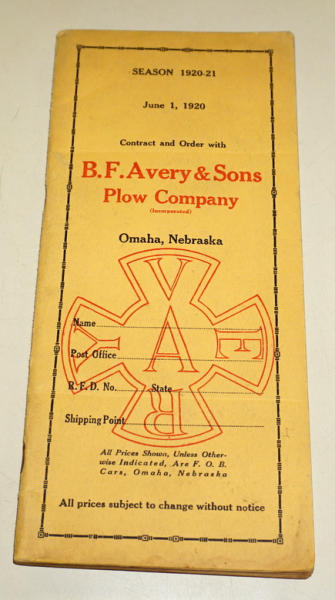 SEASON 1920-21
June 1, 1920
Contract and Order with
B. F. Avery & Sons
Plow Company
(Incorporated)
Omaha, Nebraska
V
Y A E
R
Name
Post Office
R. F. D. No. State
Shipping Point
All Prices Shown, Unless Other-
wise Indicated, Are F. O. B.
Cars, Omaha, Nebraska
All prices subject to change without notice